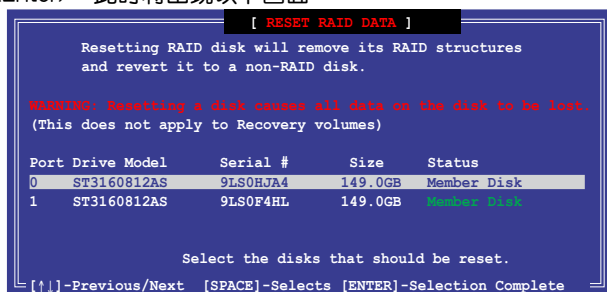 [ RESET RAID DATA ]
Resetting RAID disk will remove its RAID structures
and revert it to a non-RAID disk.
WARNING: Resetting a disk causes all data on the disk to be lost.
(This does not apply to Recovery volumes)
Port Drive Model Serial # Size Status
0 ST3160812AS 9LS0HJA4 149.0GB Member Disk
1 ST3160812AS 9LS0F4HL 149.0GB Member Disk
Select the disks that should be reset.
[↑↓]-Previous/Next [SPACE]-Selects [ENTER]-Selection Complete